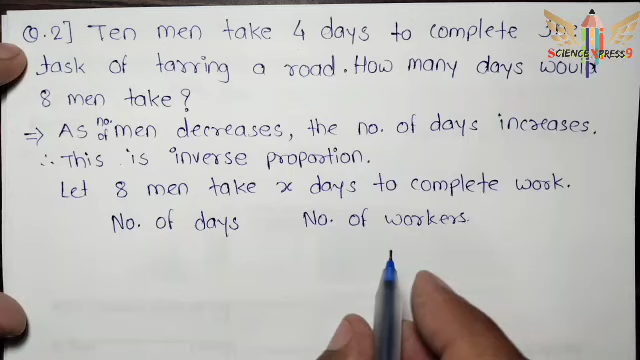 Q.2] Ten men take 4 days to complete
SCIENCE XPRESS 9
task of tarring a road. How many days would
8 men take?
⇒ As no. of men decreases, the no. of days increases.
∴ This is inverse proportion.
Let 8 men take x days to complete work.
No. of days No. of workers